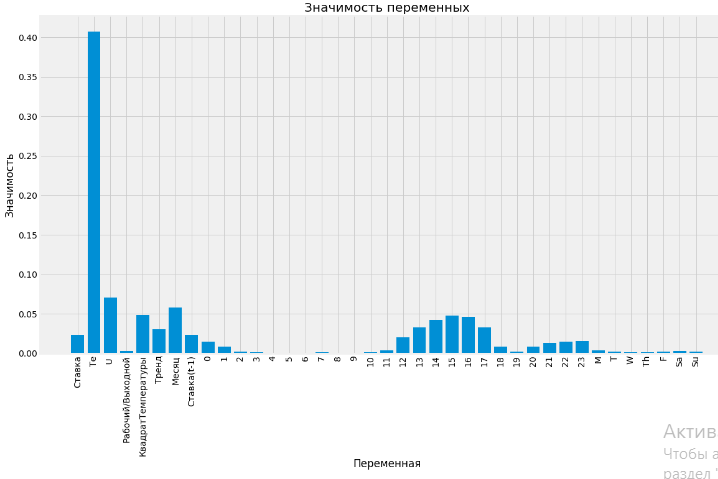 Значимость переменных
Значимость
0.40
0.35
0.30
0.25
0.20
0.15
0.10
0.05
0.00
Ставка
Te
U
Рабочий/Выходной
КвадратТемпературы
Тренд
Месяц
Ставка(t-1)
0
1
2
3
4
5
6
7
8
9
10
11
12
13
14
15
16
17
18
19
20
21
22
23
M
T
W
Th
F
Sa
Su
Переменная
Актив
Чтобы а
раздел "